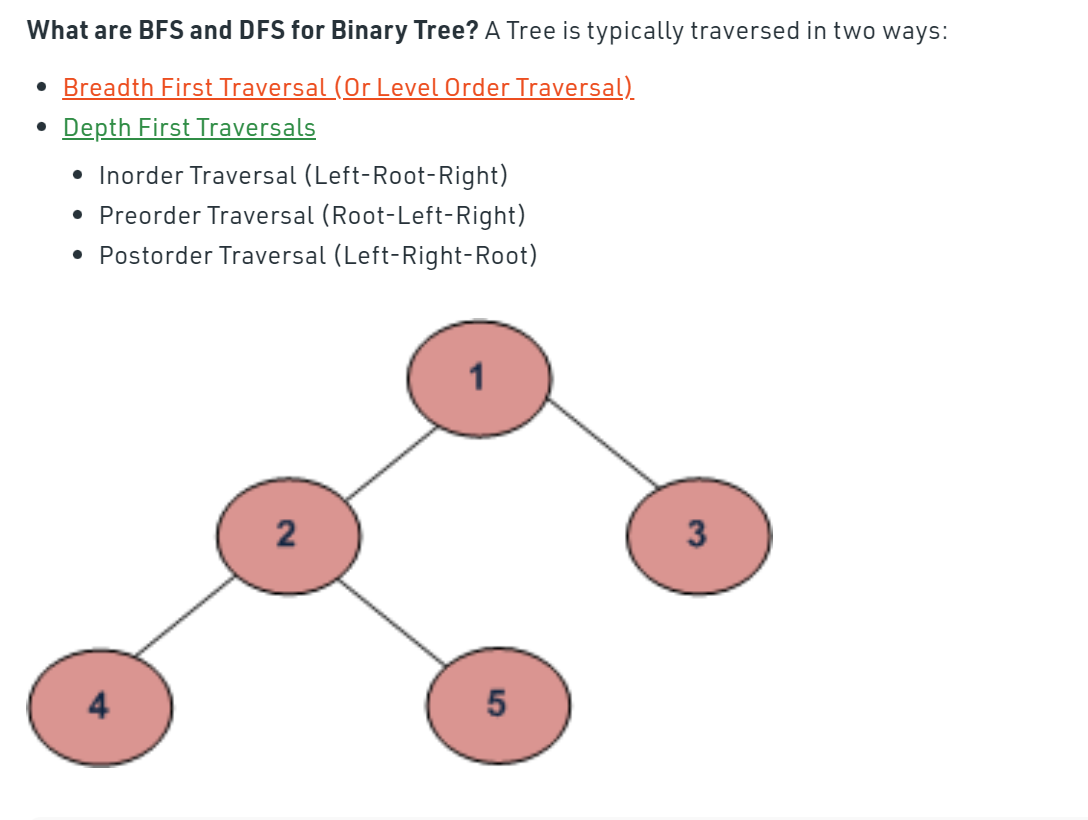 What are BFS and DFS for Binary Tree? A Tree is typically traversed in two ways:
Breadth First Traversal (Or Level Order Traversal)
Depth First Traversals
Inorder Traversal (Left-Root-Right)
Preorder Traversal (Root-Left-Right)
Postorder Traversal (Left-Right-Root)
1
2
3
4
5